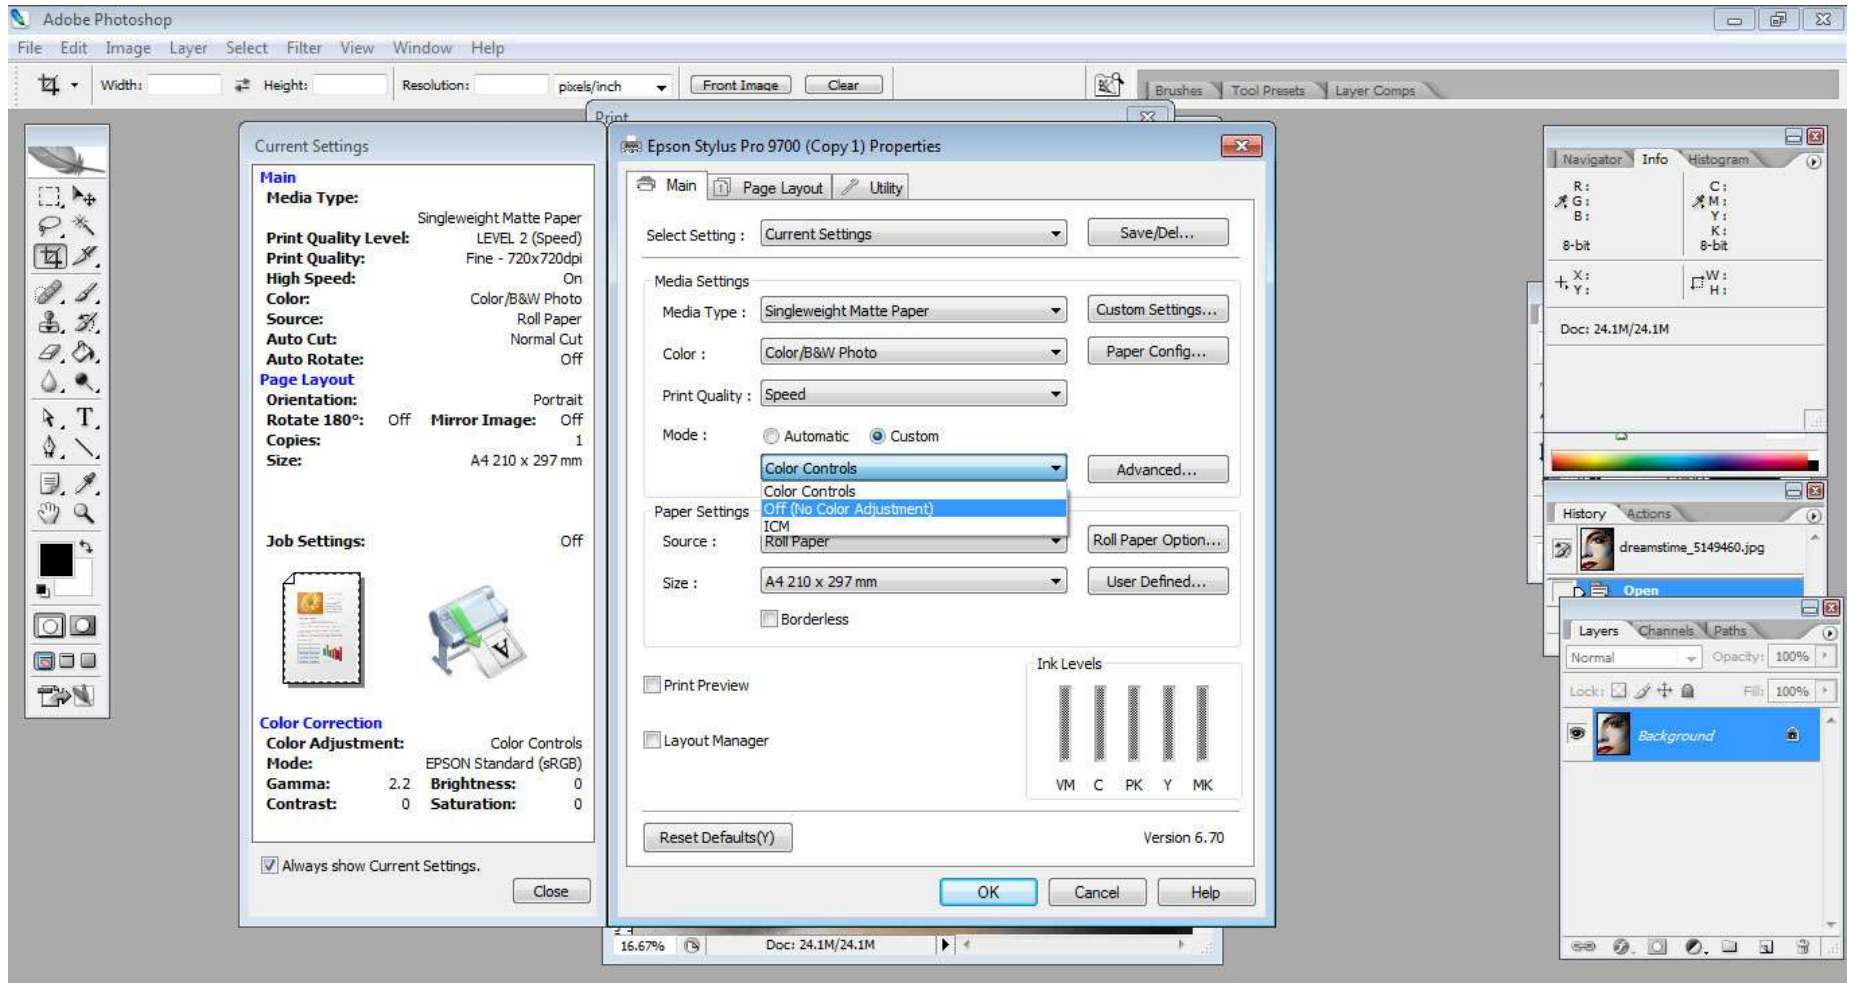 Adobe Photoshop
File Edit Image Layer Select Filter View Window Help
Width: Height: Resolution: pixels/inch Front Image Clear
Brushes Tool Presets Layer Comps
Print
Current Settings
Main
Media Type:
Singleweight Matte Paper
Print Quality Level: LEVEL 2 (Speed)
Print Quality: Fine - 720x720dpi
High Speed: On
Color: Color/B&W Photo
Source: Roll Paper
Auto Cut: Normal Cut
Auto Rotate: Off
Page Layout
Orientation: Portrait
Rotate 180°: Off Mirror Image: Off
Copies: 1
Size: A4 210 x 297 mm
Job Settings: Off
Color Correction
Color Adjustment: Color Controls
Mode: EPSON Standard (sRGB)
Gamma: 2.2 Brightness: 0
Contrast: 0 Saturation: 0
Always show Current Settings.
Close
Epson Stylus Pro 9700 (Copy 1) Properties
Main Page Layout Utility
Select Setting : Current Settings Save/Del...
Media Settings
Media Type : Singleweight Matte Paper Custom Settings...
Color : Color/B&W Photo Paper Config...
Print Quality : Speed
Mode : Automatic Custom
Color Controls Advanced...
Color Controls
Off (No Color Adjustment)
ICM
Paper Settings
Source : Roll Paper Roll Paper Option...
Size : A4 210 x 297 mm User Defined...
Borderless
Print Preview
Layout Manager
Ink Levels
VM C PK Y MK
Reset Defaults(Y) Version 6.70
OK Cancel Help
16.67% Doc: 24.1M/24.1M
Navigator Info Histogram
R: C:
G: M:
B: Y:
K:
8-bit 8-bit
X: W:
Y: H:
Doc: 24.1M/24.1M
History Actions
dreamstime_5149460.jpg
Open
Layers Channels Paths
Normal Opacity: 100%
Lock: Fill: 100%
Background